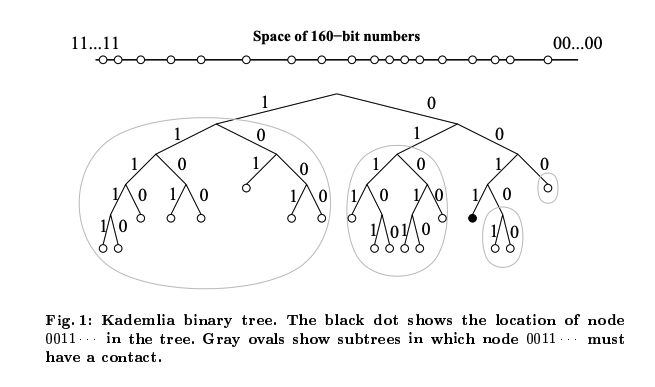 Space of 160−bit numbers
11...11 00...00
1 0
1 0 1 0
1 0 1 0 1 0 1 0
1 0 1 0 1 0 1 0 1 0 1 0
1 0 1 0 1 0 1 0
Fig. 1: Kademlia binary tree. The black dot shows the location of node
0011··· in the tree. Gray ovals show subtrees in which node 0011··· must
have a contact.